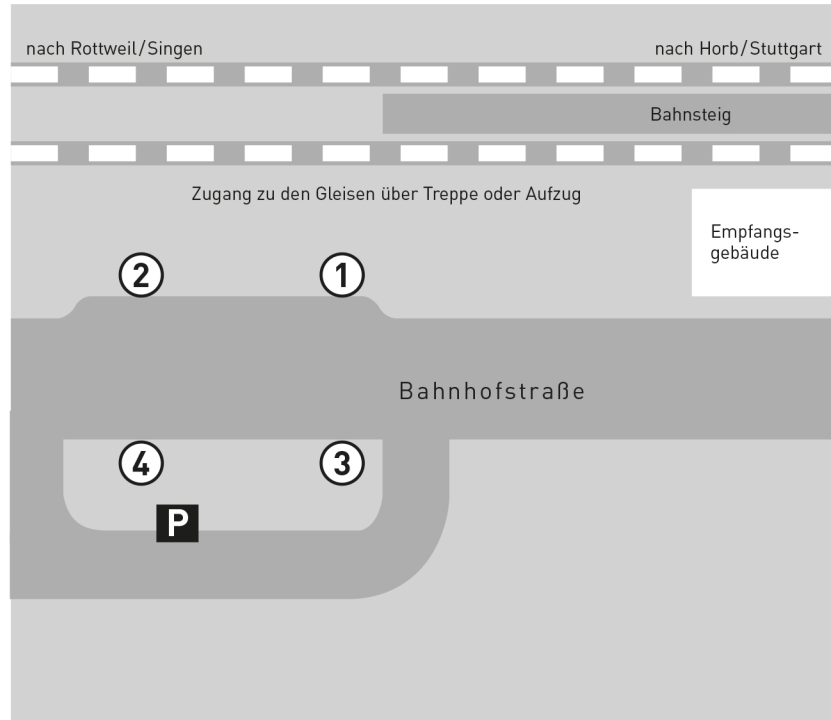 nach Rottweil/Singen
nach Horb/Stuttgart
Bahnsteig
Zugang zu den Gleisen über Treppe oder Aufzug
Empfangs-
gebäude
2
1
Bahnhofstraße
4
3
P